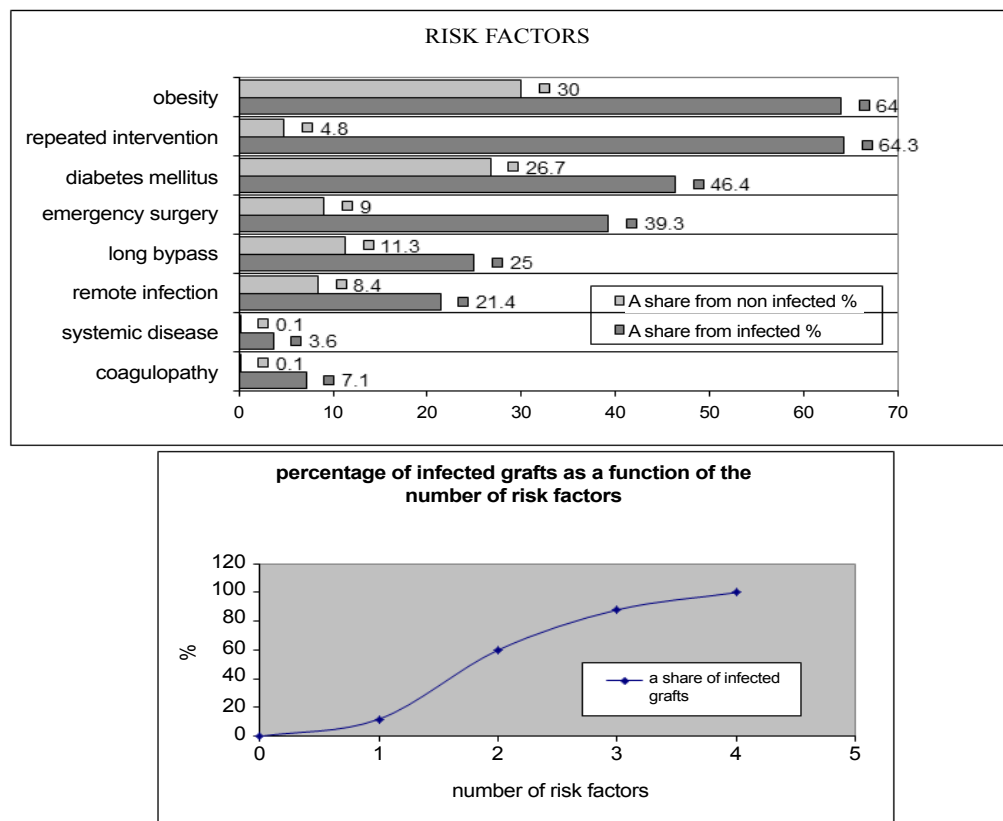 RISK FACTORS
obesity
30
64
repeated intervention
4.8
64.3
diabetes mellitus
26.7
46.4
emergency surgery
9
39.3
long bypass
11.3
25
remote infection
8.4
21.4
A share from non infected %
A share from infected %
systemic disease
0.1
3.6
coagulopathy
0.1
7.1
0 10 20 30 40 50 60 70
percentage of infected grafts as a function of the
number of risk factors
120
100
80
60
40
20
0
%
a share of infected
grafts
0 1 2 3 4 5
number of risk factors